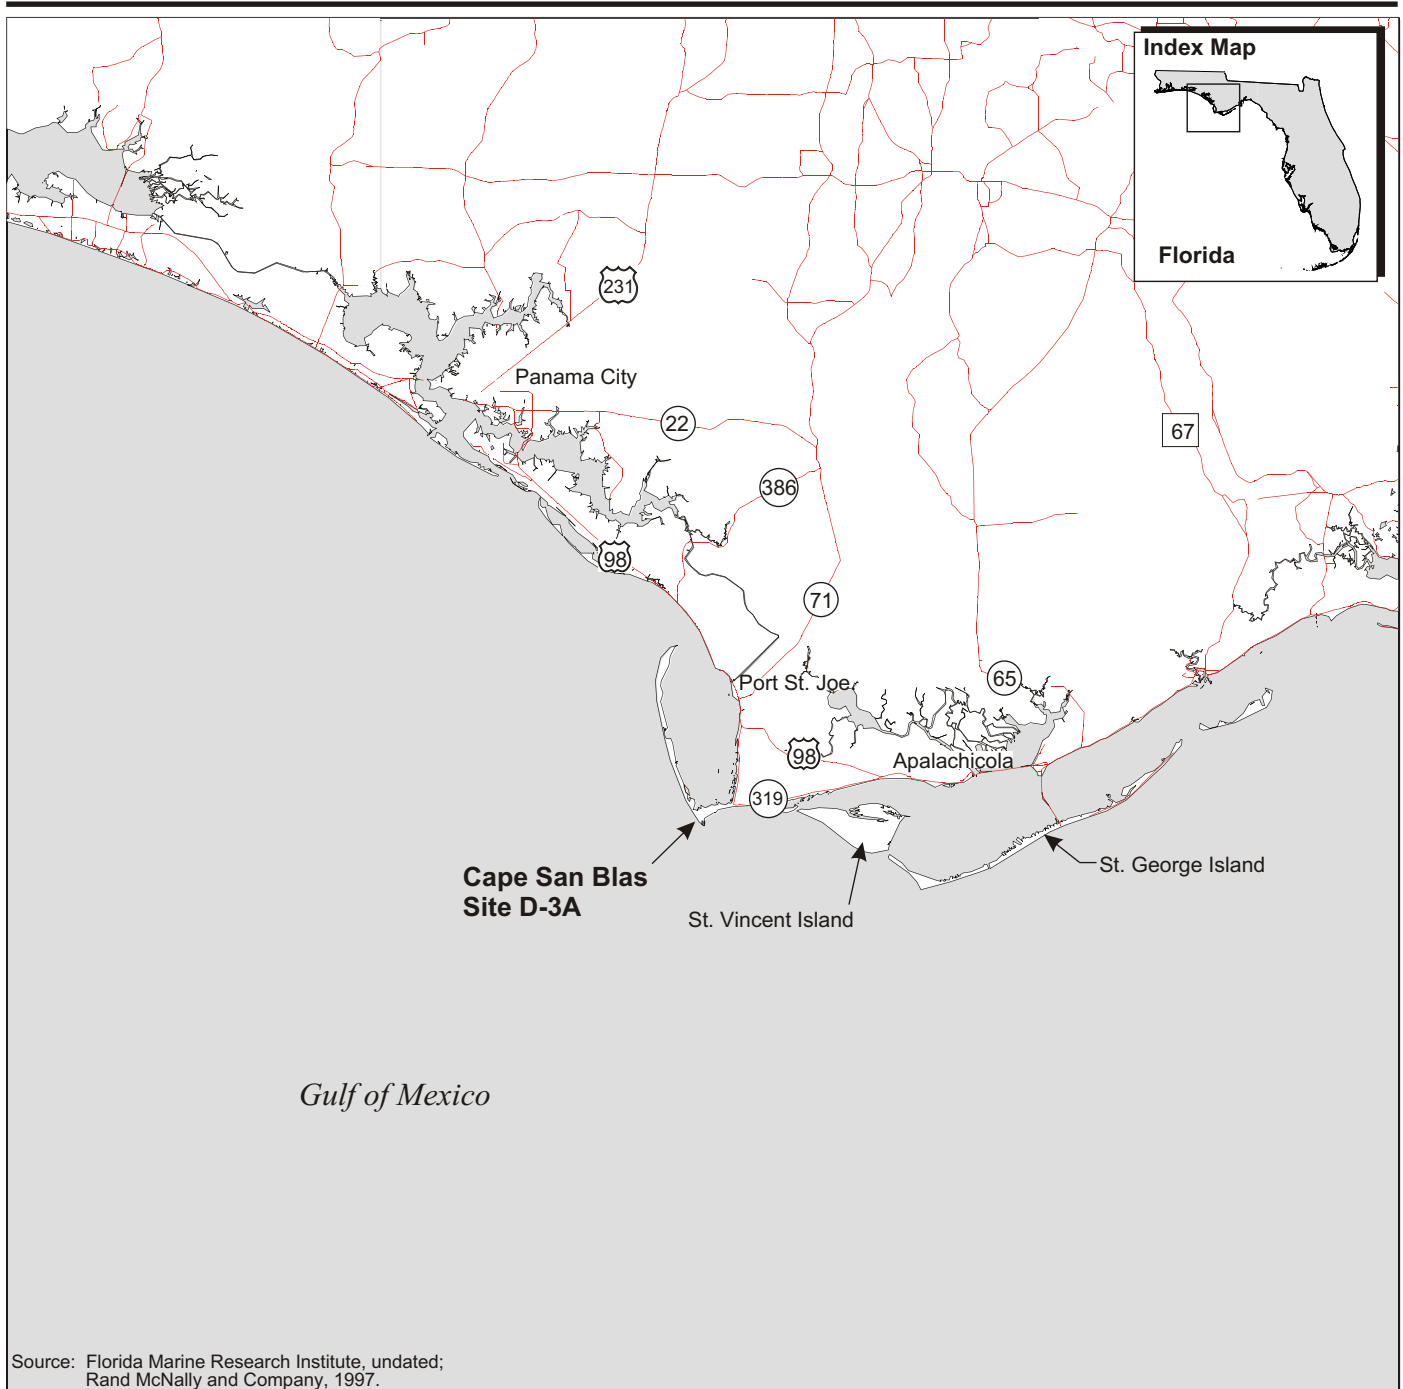 Index Map
Florida
231
Panama City
22
67
386
98
71
Port St. Joe
65
98
Apalachicola
319
Cape San Blas
Site D-3A
St. George Island
St. Vincent Island
Gulf of Mexico
Source: Florida Marine Research Institute, undated;
Rand McNally and Company, 1997.